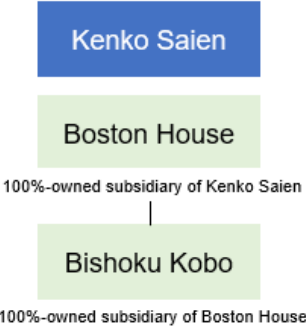 Kenko Saien
Boston House
100%-owned subsidiary of Kenko Saien
Bishoku Kobo
100%-owned subsidiary of Boston House